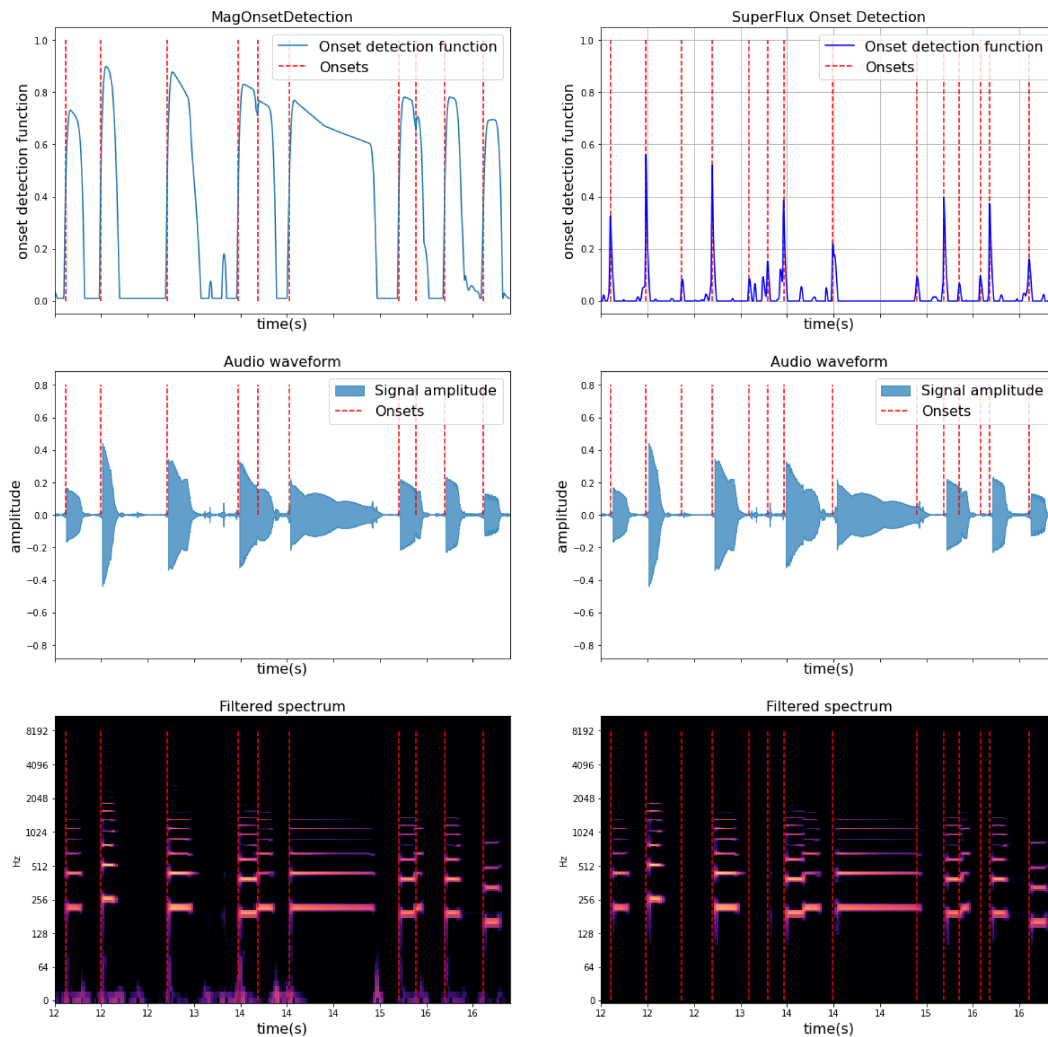 MagOnsetDetection
1.0
0.8
0.6
0.4
0.2
0.0
onset detection function
Onset detection function
Onsets
time(s)
SuperFlux Onset Detection
1.0
0.8
0.6
0.4
0.2
0.0
onset detection function
Onset detection function
Onsets
time(s)
Audio waveform
0.8
0.6
0.4
0.2
0.0
−0.2
−0.4
−0.6
−0.8
amplitude
Signal amplitude
Onsets
time(s)
Audio waveform
0.8
0.6
0.4
0.2
0.0
−0.2
−0.4
−0.6
−0.8
amplitude
Signal amplitude
Onsets
time(s)
Filtered spectrum
8192
4096
2048
1024
512
256
128
64
0
Hz
12 12 13 13 14 14 15 15 16
time(s)
Filtered spectrum
8192
4096
2048
1024
512
256
128
64
0
Hz
12 12 12 13 14 14 14 15 16 16
time(s)